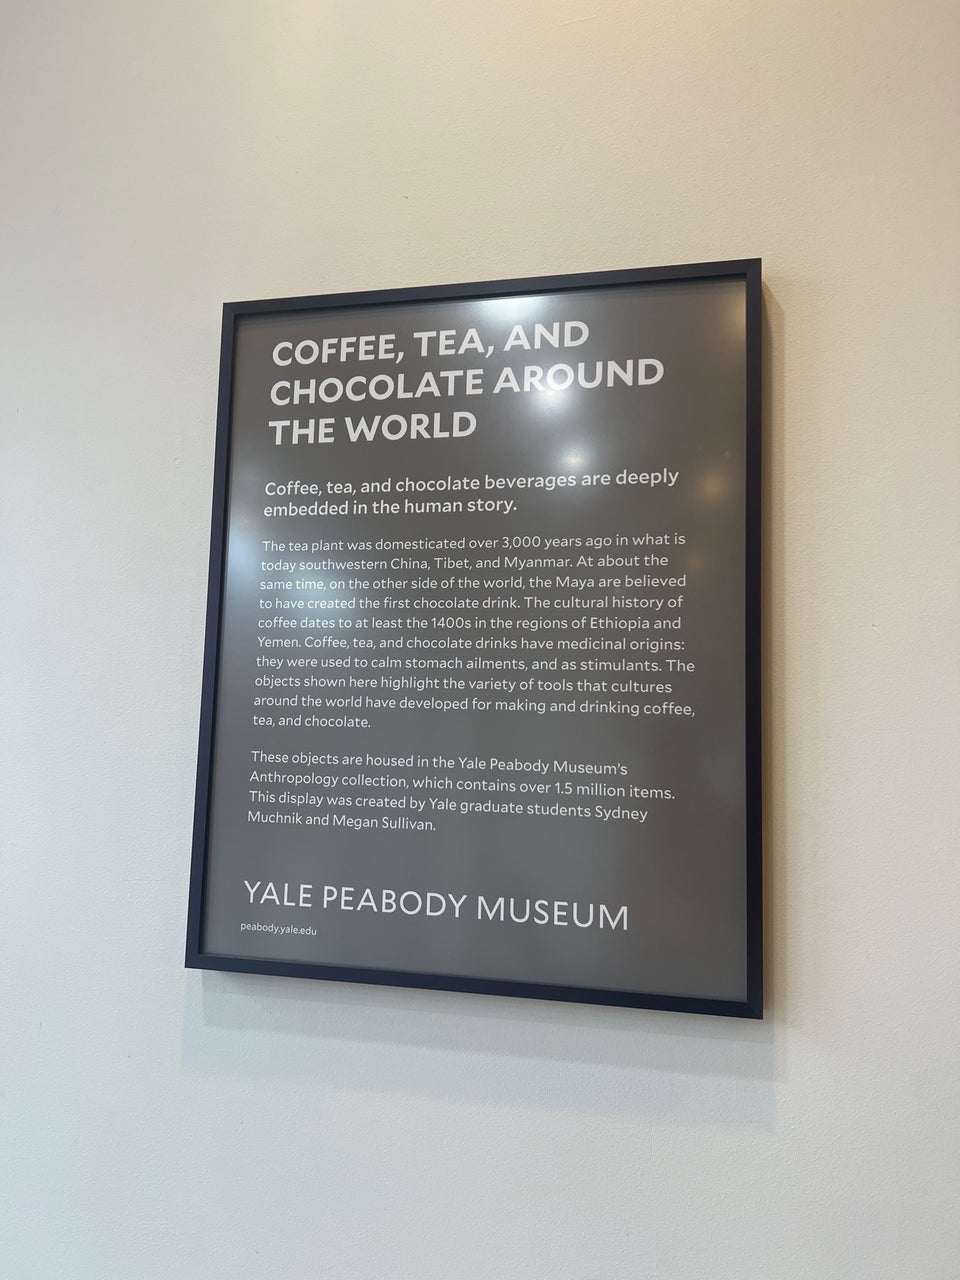 COFFEE, TEA, AND
CHOCOLATE AROUND
THE WORLD
Coffee, tea, and chocolate beverages are deeply
embedded in the human story.
The tea plant was domesticated over 3,000 years ago in what is
today southwestern China, Tibet, and Myanmar. At about the
same time, on the other side of the world, the Maya are believed
to have created the first chocolate drink. The cultural history of
coffee dates to at least the 1400s in the regions of Ethiopia and
Yemen. Coffee, tea, and chocolate drinks have medicinal origins:
they were used to calm stomach ailments, and as stimulants. The
objects shown here highlight the variety of tools that cultures
around the world have developed for making and drinking coffee,
tea, and chocolate.
These objects are housed in the Yale Peabody Museum's
Anthropology collection, which contains over 1.5 million items.
This display was created by Yale graduate students Sydney
Muchnik and Megan Sullivan.
YALE PEABODY MUSEUM
peabody.yale.edu